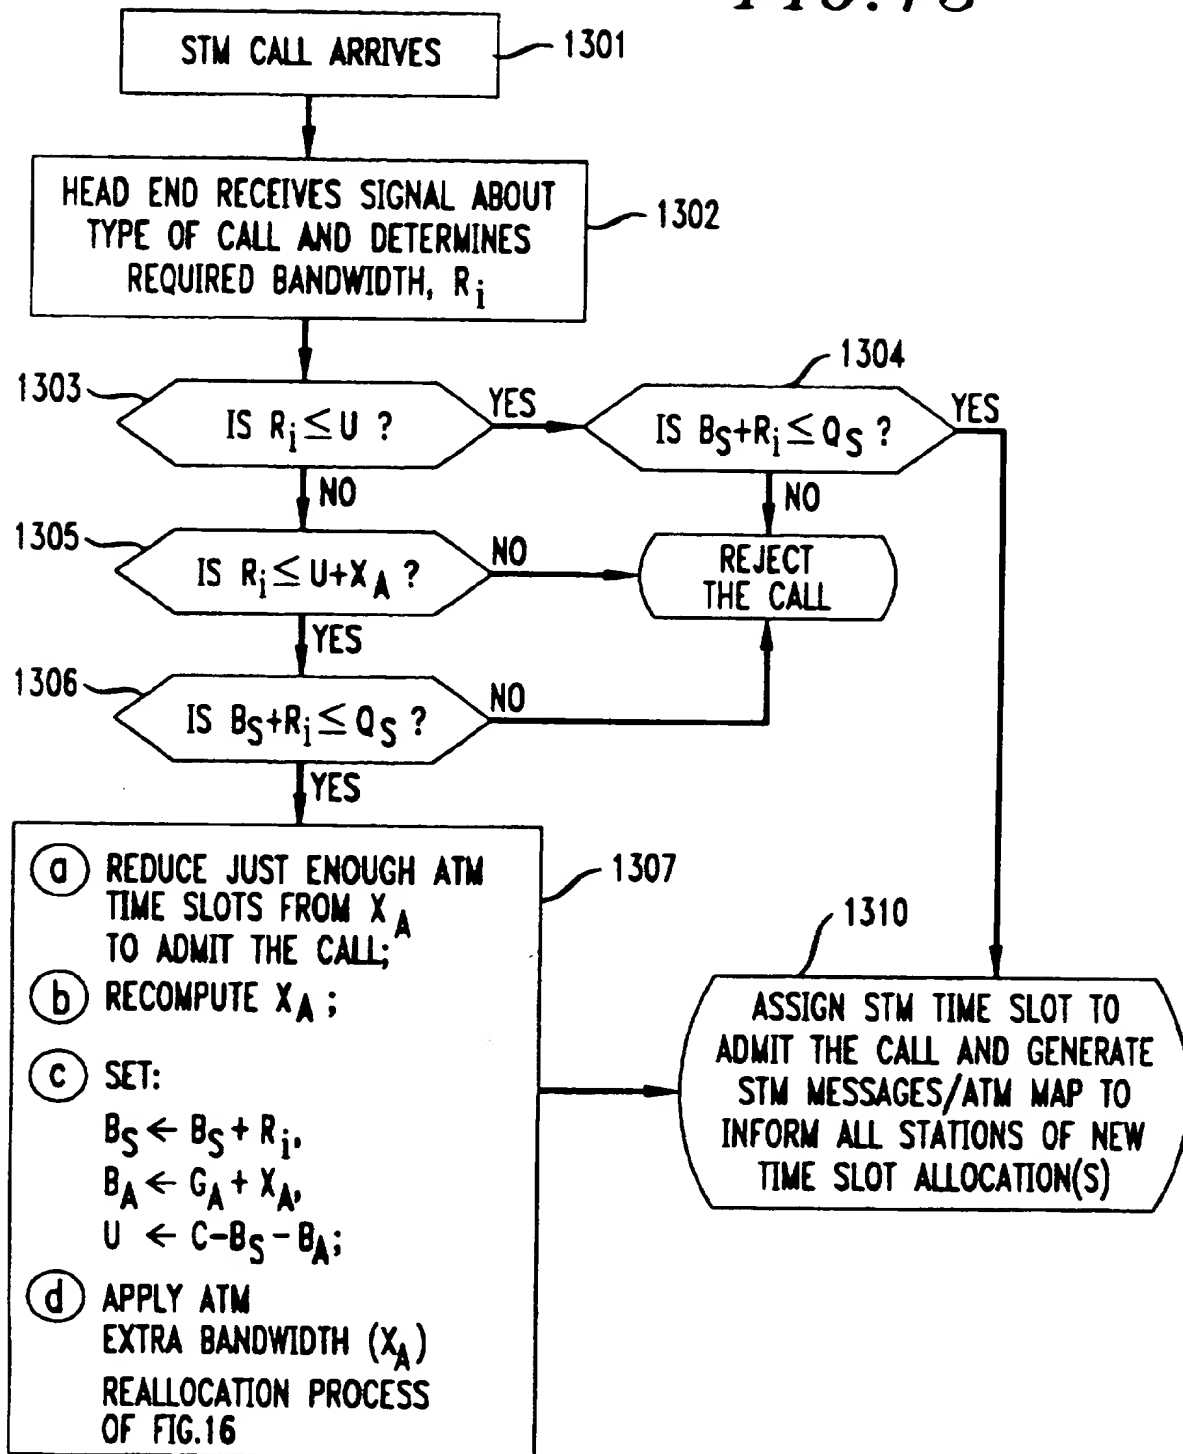 STM CALL ARRIVES
1301
HEAD END RECEIVES SIGNAL ABOUT
TYPE OF CALL AND DETERMINES
REQUIRED BANDWIDTH, Ri
1302
1303
IS Ri ≤ U ?
YES
1304
IS BS+Ri ≤ QS ?
YES
NO
NO
1305
IS Ri ≤ U+XA ?
NO
REJECT
THE CALL
YES
1306
IS BS+Ri ≤ QS ?
NO
YES
1307
a REDUCE JUST ENOUGH ATM
TIME SLOTS FROM XA
TO ADMIT THE CALL;
b RECOMPUTE XA ;
c SET:
BS ← BS + Ri,
BA ← GA + XA,
U ← C-BS-BA;
d APPLY ATM
EXTRA BANDWIDTH (XA)
REALLOCATION PROCESS
OF FIG.16
1310
ASSIGN STM TIME SLOT TO
ADMIT THE CALL AND GENERATE
STM MESSAGES/ATM MAP TO
INFORM ALL STATIONS OF NEW
TIME SLOT ALLOCATION(S)